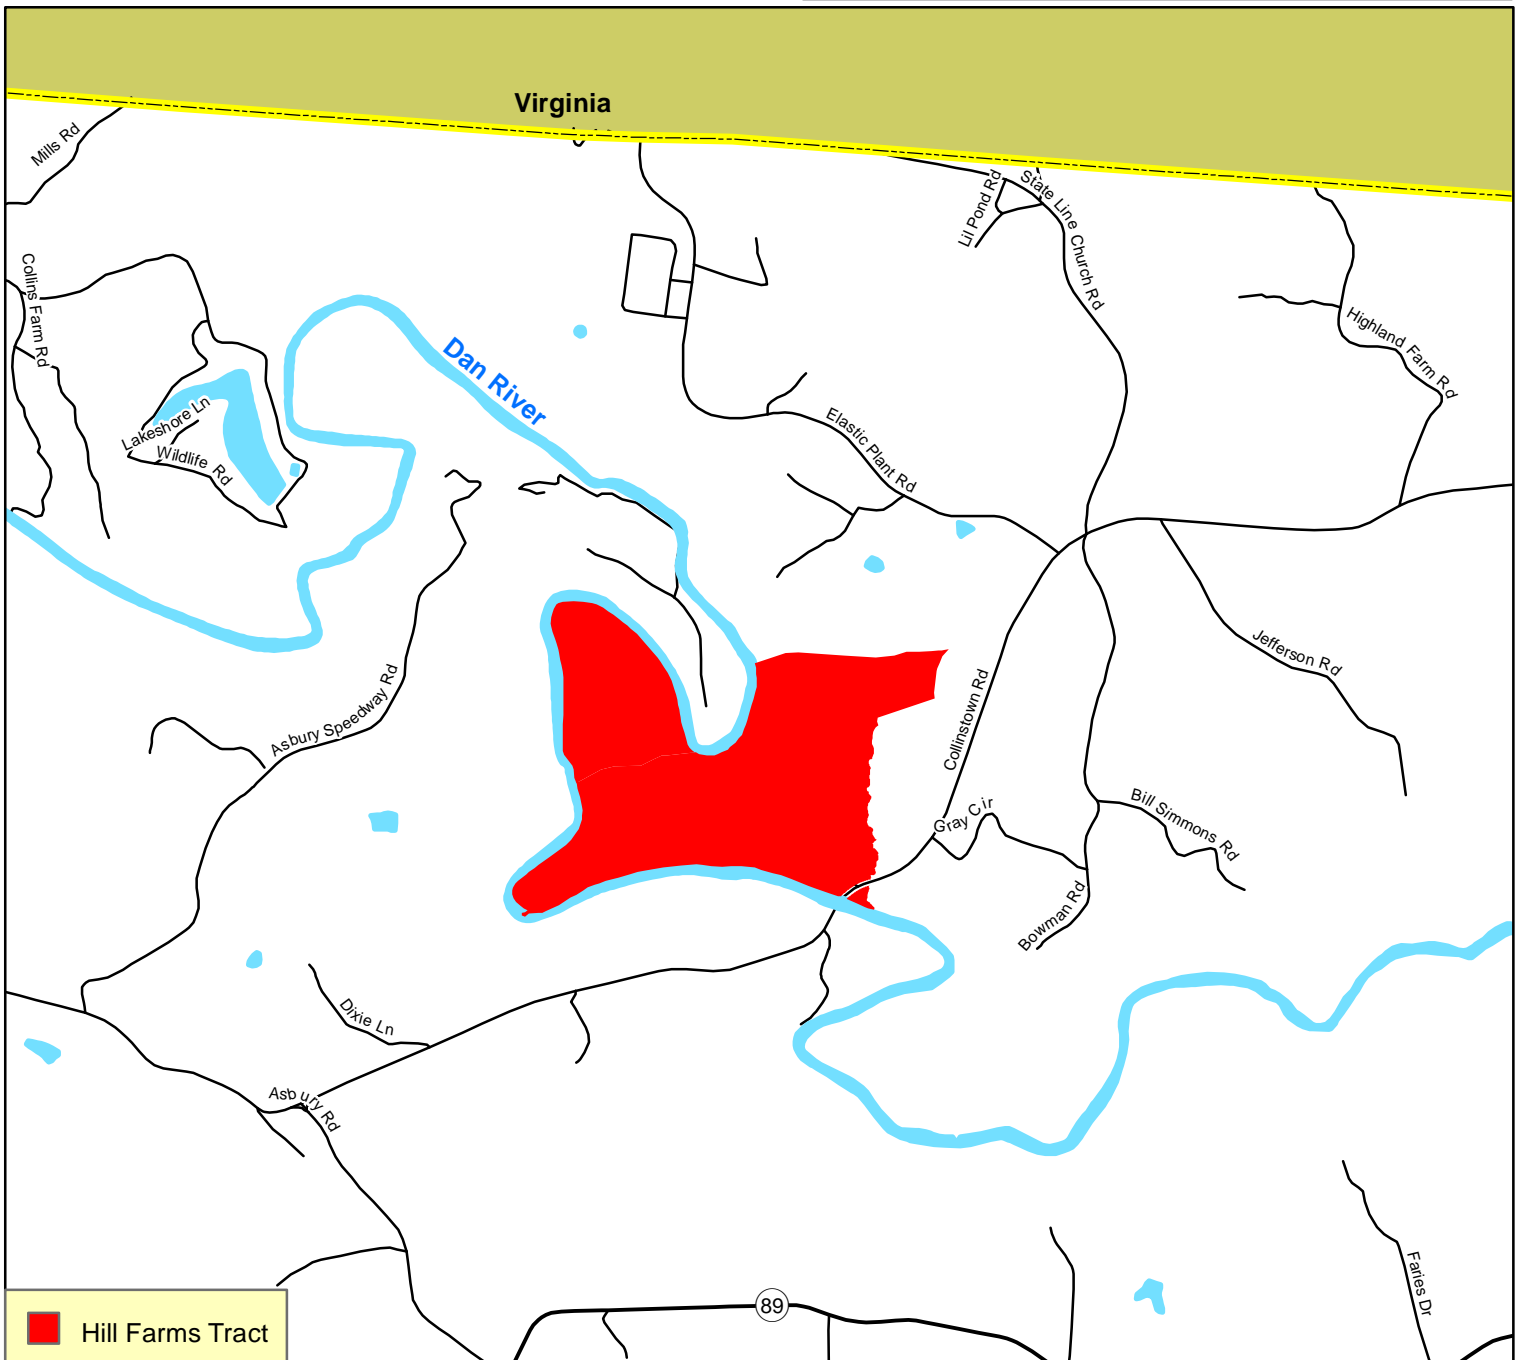 Virginia
Mills Rd
Lil Pond Rd
State Line Church Rd
Collins Farm Rd
Highland Farm Rd
Dan River
Lakeshore Ln
Wildlife Rd
Elastic Plant Rd
Jefferson Rd
Asbury Speedway Rd
Collinstown Rd
Gray Cir
Bill Simmons Rd
Bowman Rd
Dixie Ln
Asbury Rd
Faries Dr
89
Hill Farms Tract